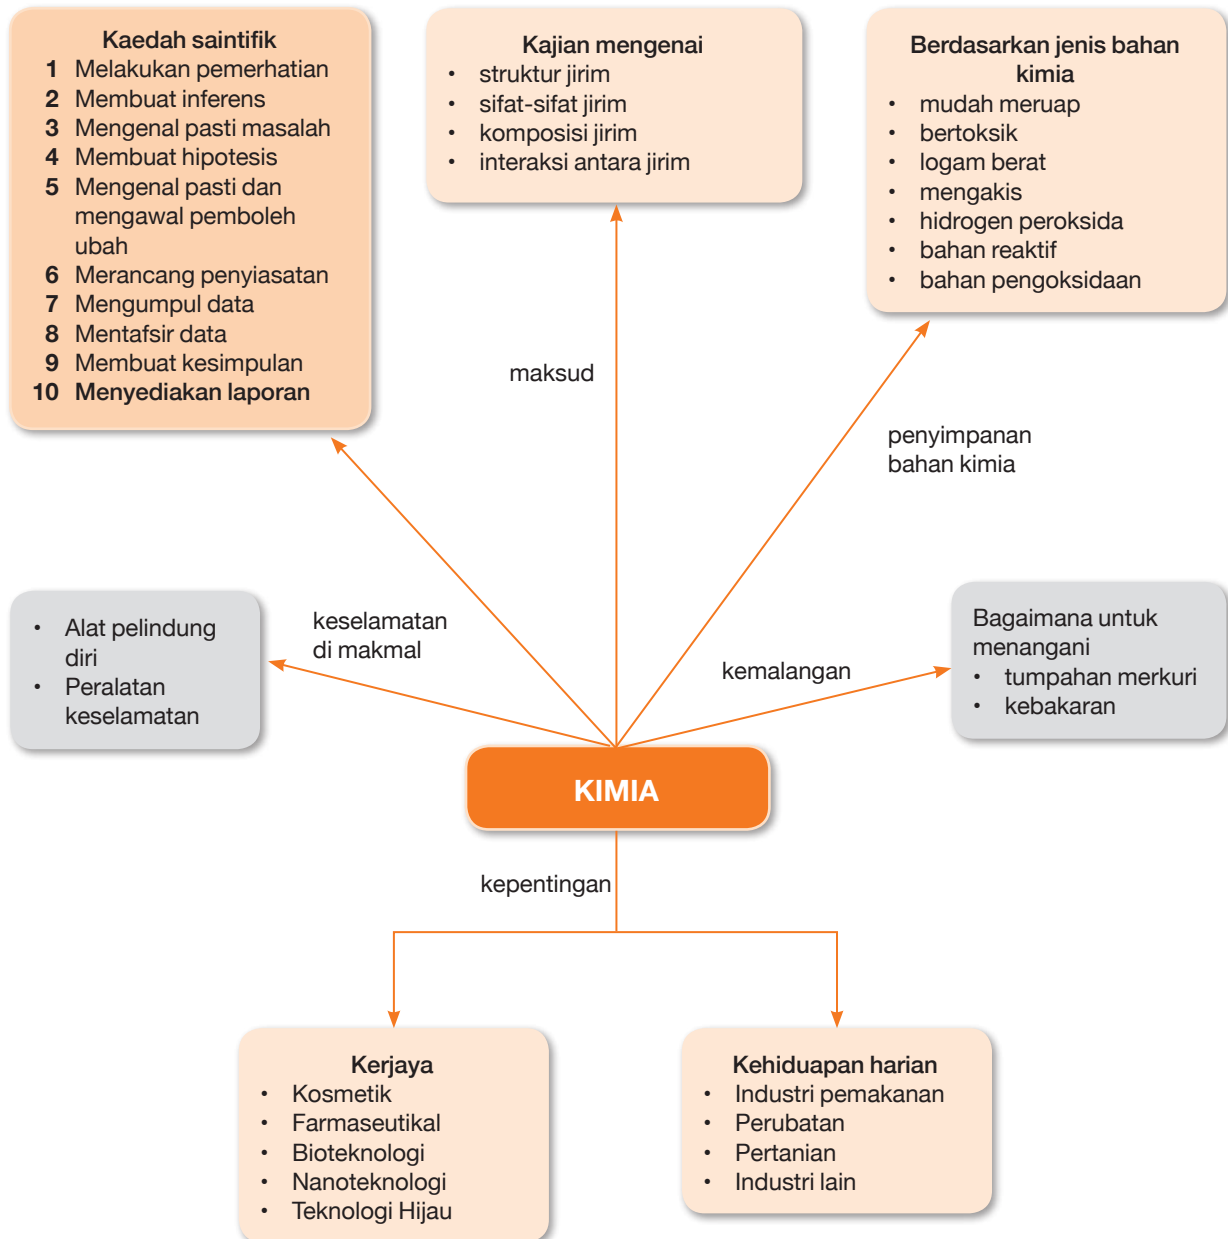 Kaedah saintifik
1 Melakukan pemerhatian
2 Membuat inferens
3 Mengenal pasti masalah
4 Membuat hipotesis
5 Mengenal pasti dan
mengawal pemboleh
ubah
6 Merancang penyiasatan
7 Mengumpul data
8 Mentafsir data
9 Membuat kesimpulan
10 Menyediakan laporan
Kajian mengenai
• struktur jirim
• sifat-sifat jirim
• komposisi jirim
• interaksi antara jirim
Berdasarkan jenis bahan
kimia
• mudah meruap
• bertoksik
• logam berat
• mengakis
• hidrogen peroksida
• bahan reaktif
• bahan pengoksidaan
maksud
penyimpanan
bahan kimia
• Alat pelindung
diri
• Peralatan
keselamatan
keselamatan
di makmal
kemalangan
Bagaimana untuk
menangani
• tumpahan merkuri
• kebakaran
KIMIA
kepentingan
Kerjaya
• Kosmetik
• Farmaseutikal
• Bioteknologi
• Nanoteknologi
• Teknologi Hijau
Kehiduapan harian
• Industri pemakanan
• Perubatan
• Pertanian
• Industri lain